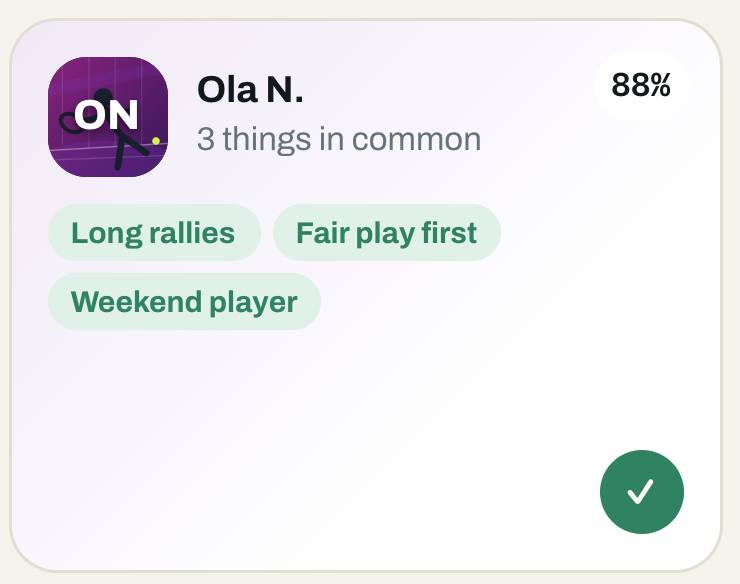 ON
Ola N.
88%
3 things in common
Long rallies
Fair play first
Weekend player